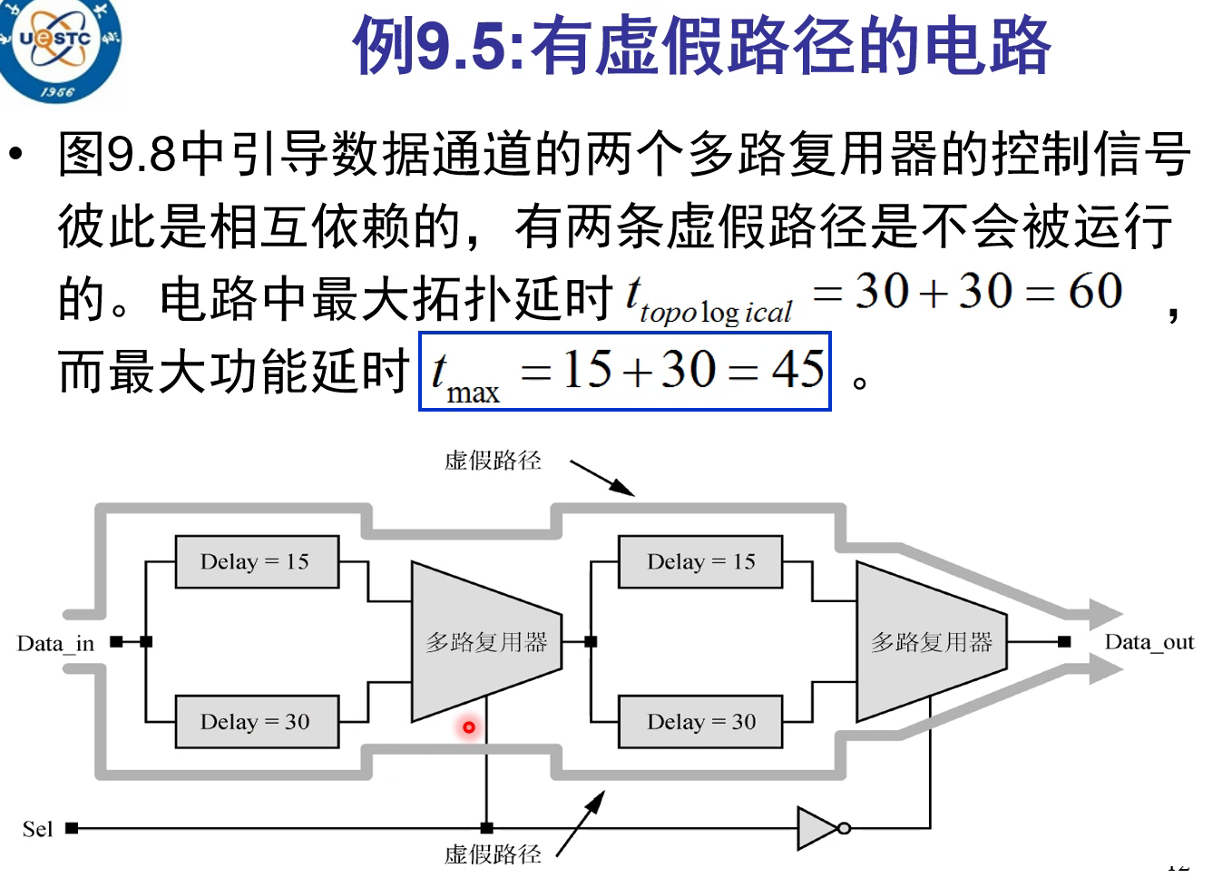 UESTC
1956
例9.5:有虚假路径的电路
• 图9.8中引导数据通道的两个多路复用器的控制信号
彼此是相互依赖的，有两条虚假路径是不会被运行
的。电路中最大拓扑延时 t_topological = 30 + 30 = 60 ，
而最大功能延时 t_max = 15 + 30 = 45 。
虚假路径
Delay = 15
Delay = 15
Data_in
多路复用器
多路复用器
Data_out
Delay = 30
Delay = 30
Sel
虚假路径